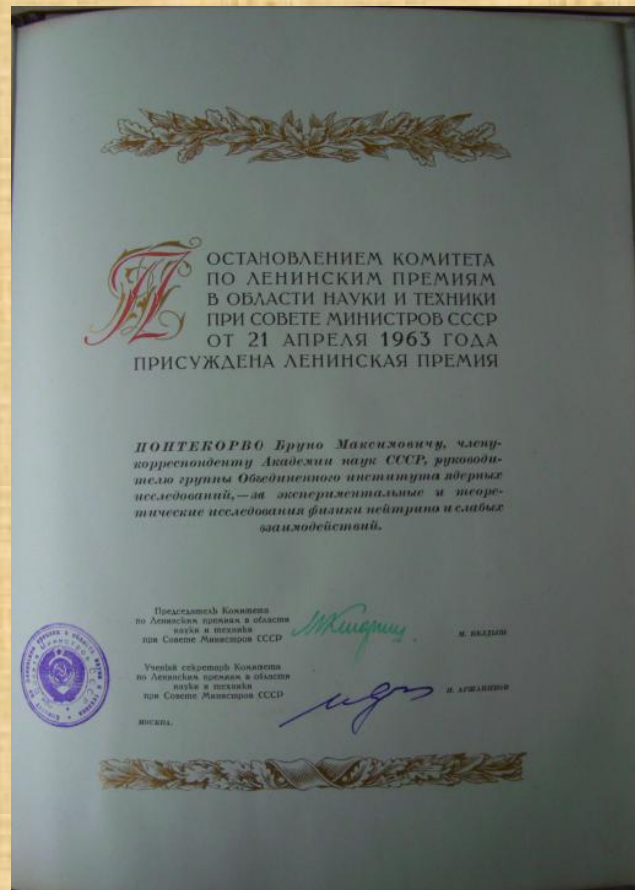 ПОСТАНОВЛЕНИЕМ КОМИТЕТА
ПО ЛЕНИНСКИМ ПРЕМИЯМ
В ОБЛАСТИ НАУКИ И ТЕХНИКИ
ПРИ СОВЕТЕ МИНИСТРОВ СССР
ОТ 21 АПРЕЛЯ 1963 ГОДА
ПРИСУЖДЕНА ЛЕНИНСКАЯ ПРЕМИЯ
ПОНТЕКОРВО Бруно Максимовичу, члену-
корреспонденту Академии наук СССР, руководи-
телю группы Объединенного института ядерных
исследований,—за экспериментальные и теоре-
тические исследования физики нейтрино и слабых
взаимодействий.
Председатель Комитета
по Ленинским премиям в области
науки и техники
при Совете Министров СССР
М. КЕЛДЫШ
Ученый секретарь Комитета
по Ленинским премиям в области
науки и техники
при Совете Министров СССР
И. АРЖАНИКОВ
МОСКВА.